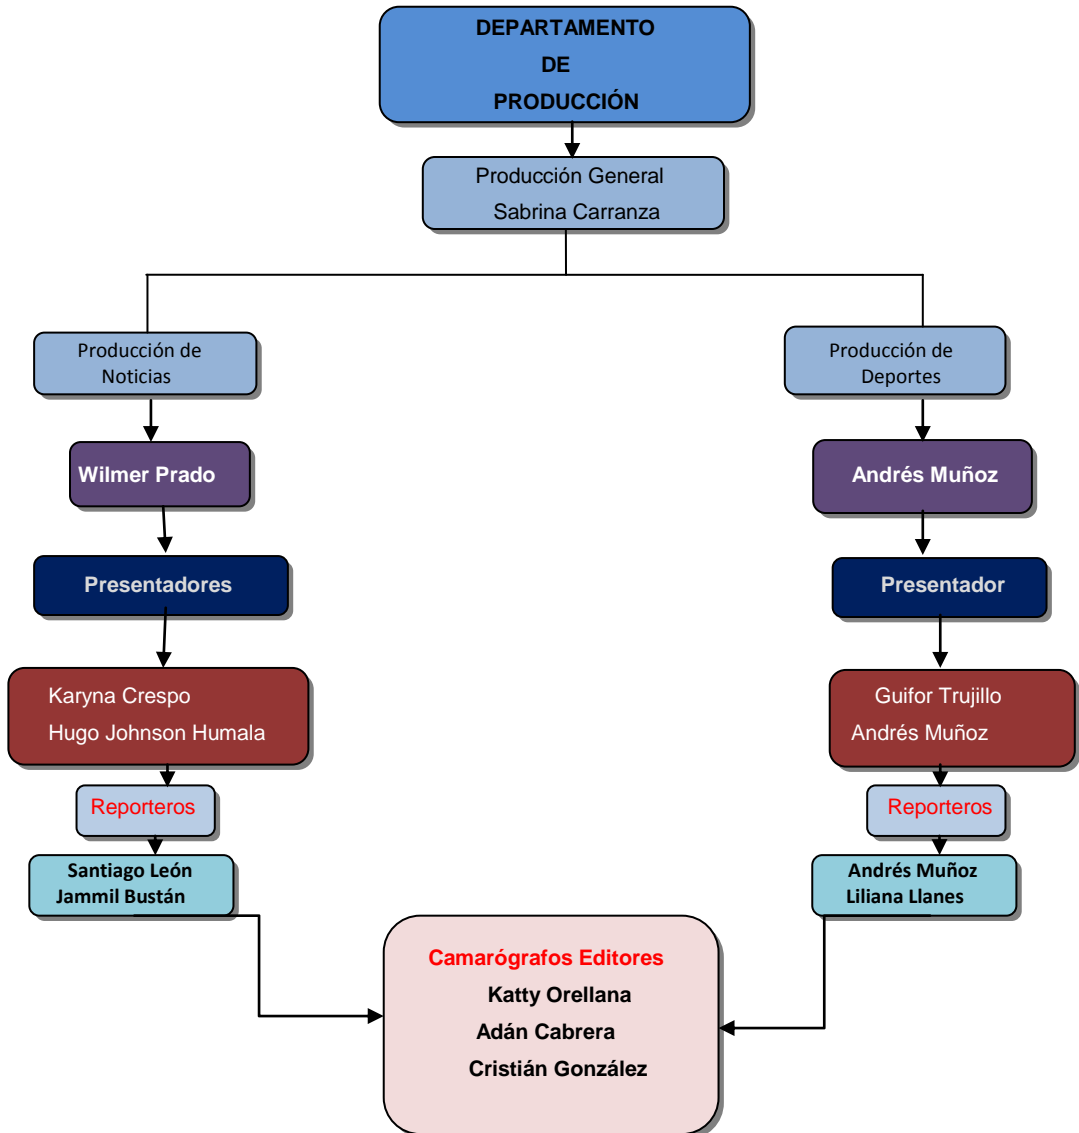 DEPARTAMENTO
DE
PRODUCCIÓN
Producción General
Sabrina Carranza
Producción de
Noticias
Wilmer Prado
Presentadores
Karyna Crespo
Hugo Johnson Humala
Reporteros
Santiago León
Jammil Bustán
Producción de
Deportes
Andrés Muñoz
Presentador
Guifor Trujillo
Andrés Muñoz
Reporteros
Andrés Muñoz
Liliana Llanes
Camarógrafos Editores
Katty Orellana
Adán Cabrera
Cristián González